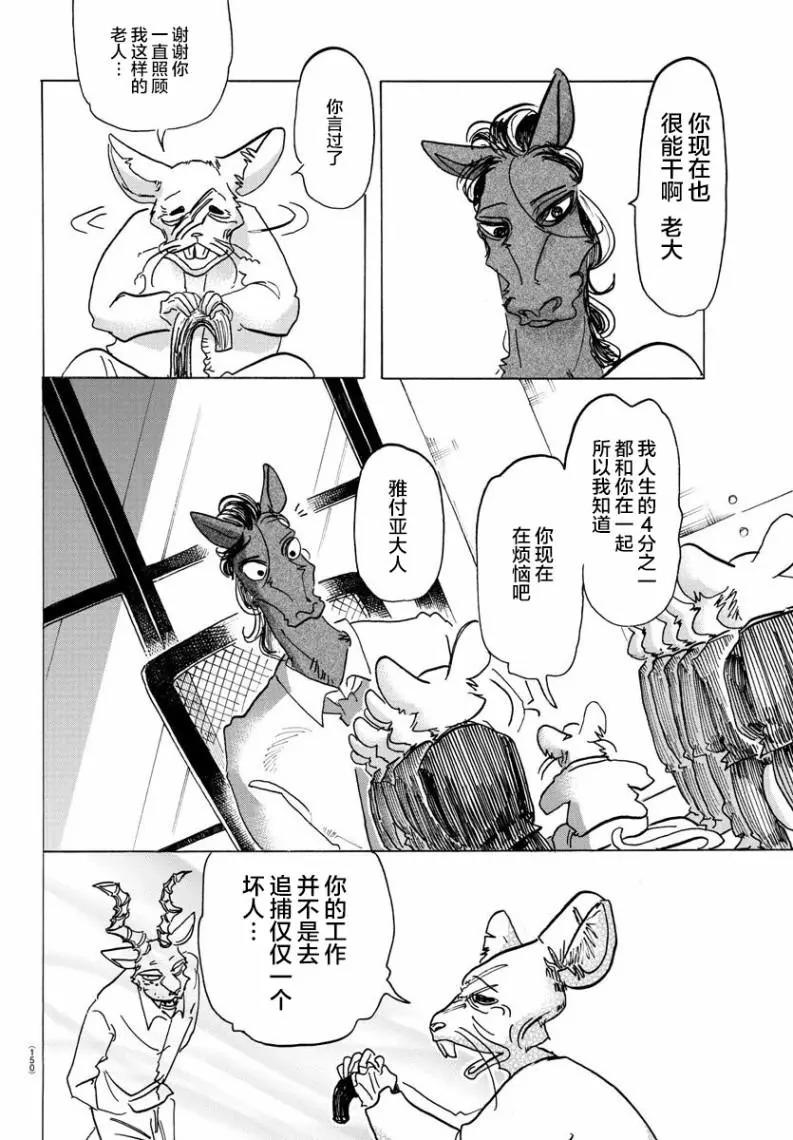 你现在也
很能干啊 老大
你言过了
谢谢你
一直照顾
我这样的
老人…
我人生的4分之一
都和你在一起
所以我知道
你现在
在烦恼吧
雅付亚大人
你的工作
并不是去
追捕仅仅一个
坏人…
(150)